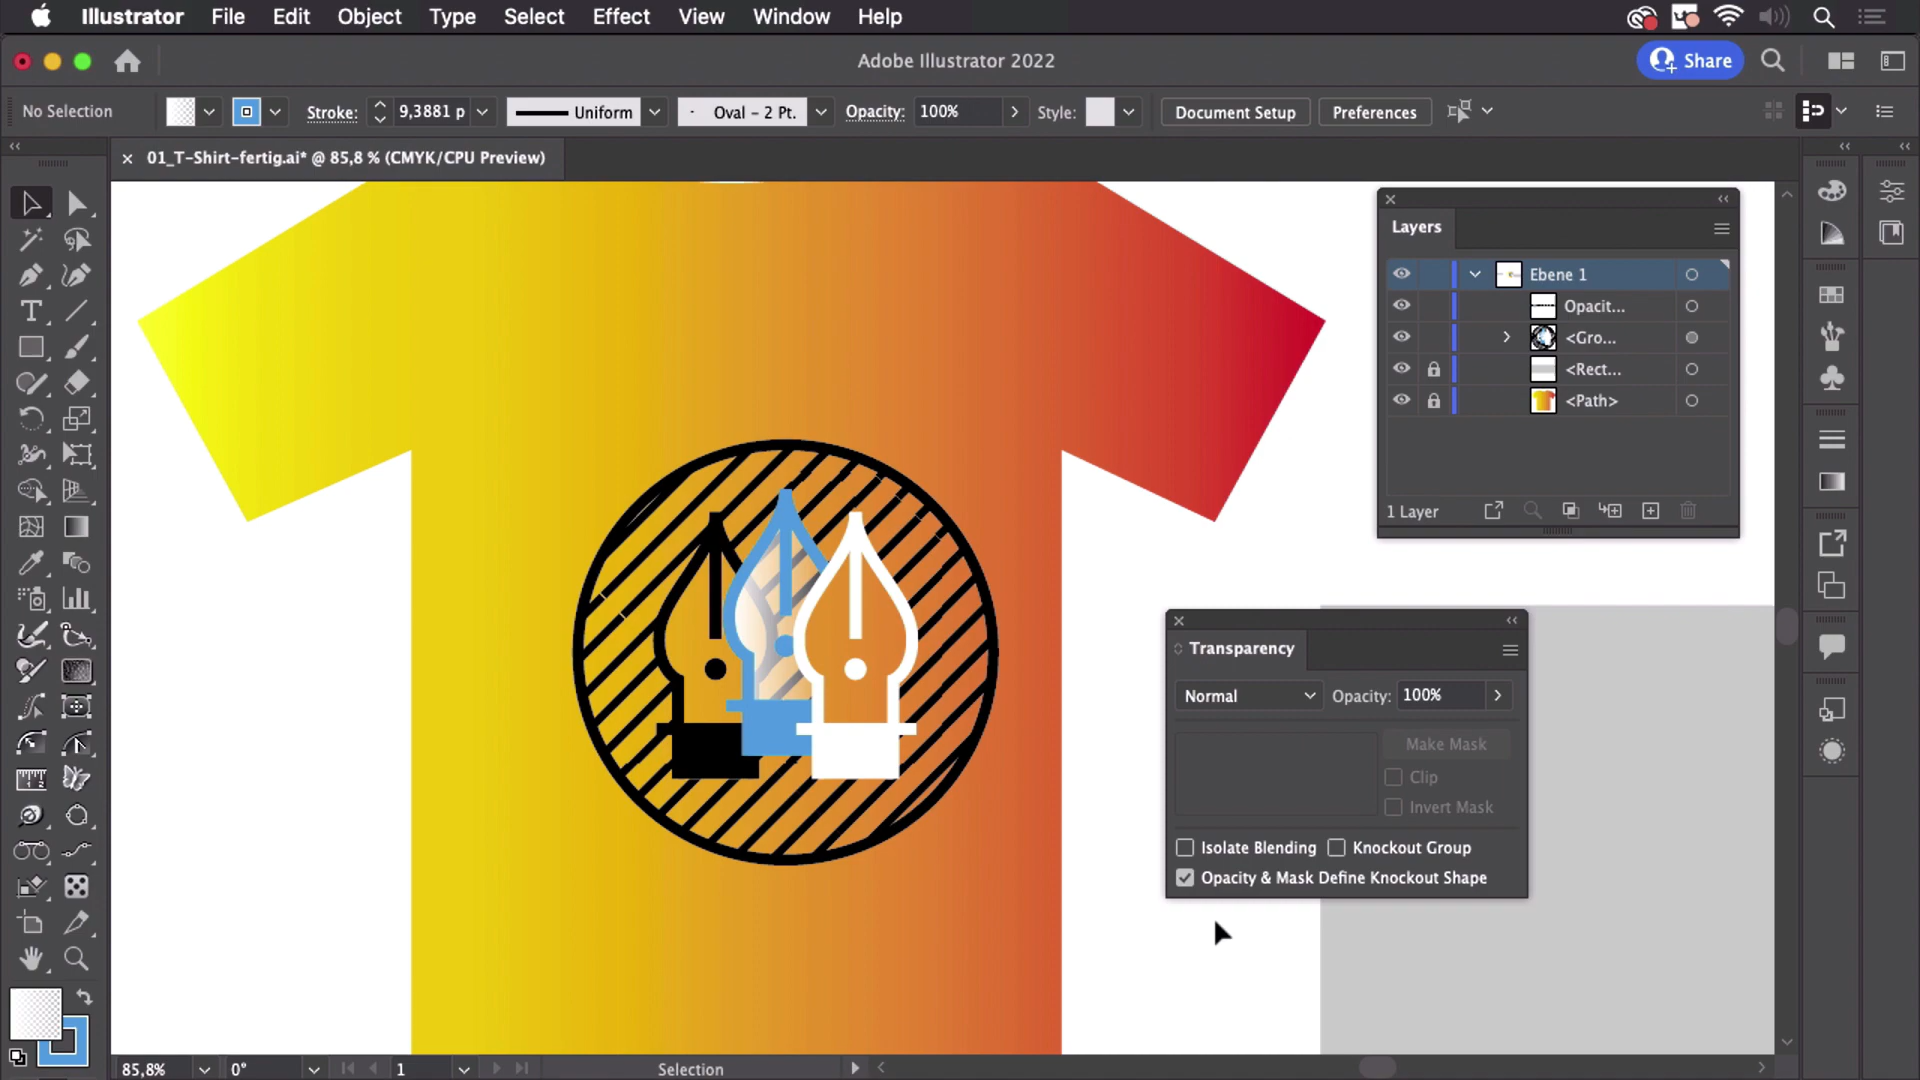 Illustrator File Edit Object Type Select Effect View Window Help
Adobe Illustrator 2022
Share
No Selection
Stroke:
9,3881 p
Uniform
Oval - 2 Pt.
Opacity:
100%
Style:
Document Setup
Preferences
01_T-Shirt-fertig.ai* @ 85,8 % (CMYK/CPU Preview)
Layers
Ebene 1
Opacit...
<Gro...
<Rect...
<Path>
1 Layer
Transparency
Normal
Opacity:
100%
Make Mask
Clip
Invert Mask
Isolate Blending
Knockout Group
Opacity & Mask Define Knockout Shape
85,8%
0°
1
Selection